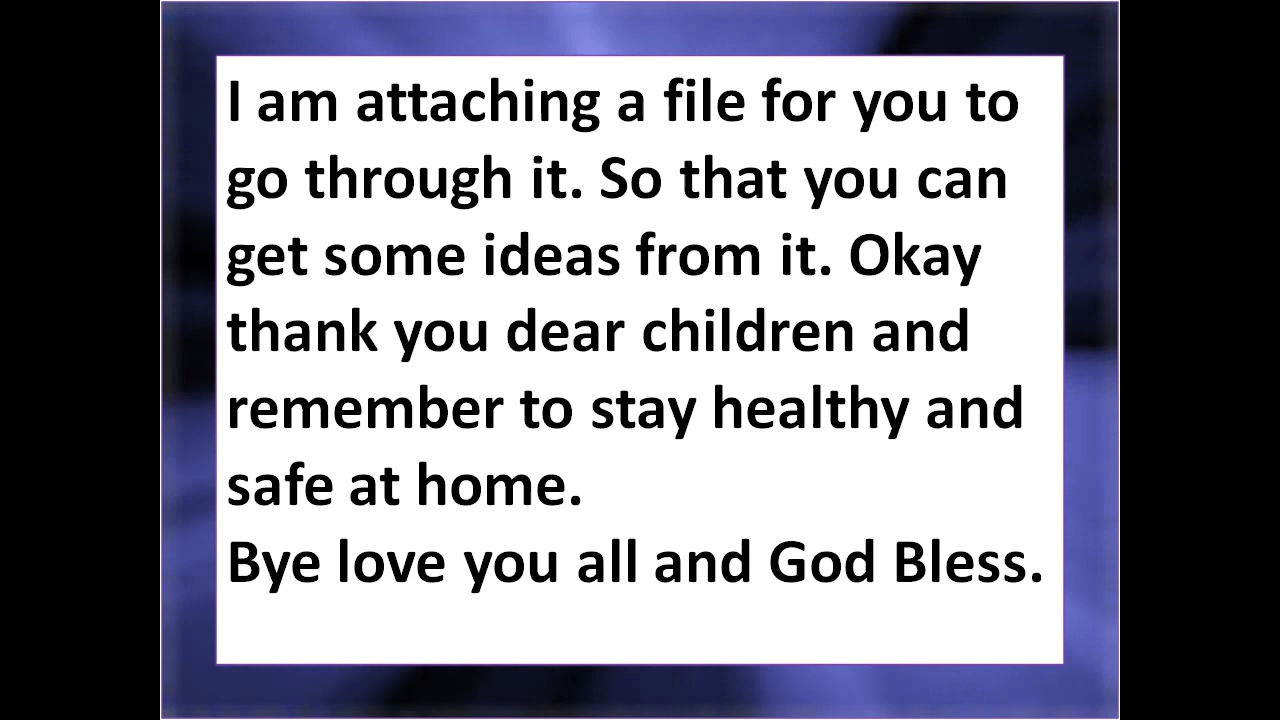 I am attaching a file for you to
go through it. So that you can
get some ideas from it. Okay
thank you dear children and
remember to stay healthy and
safe at home.
Bye love you all and God Bless.